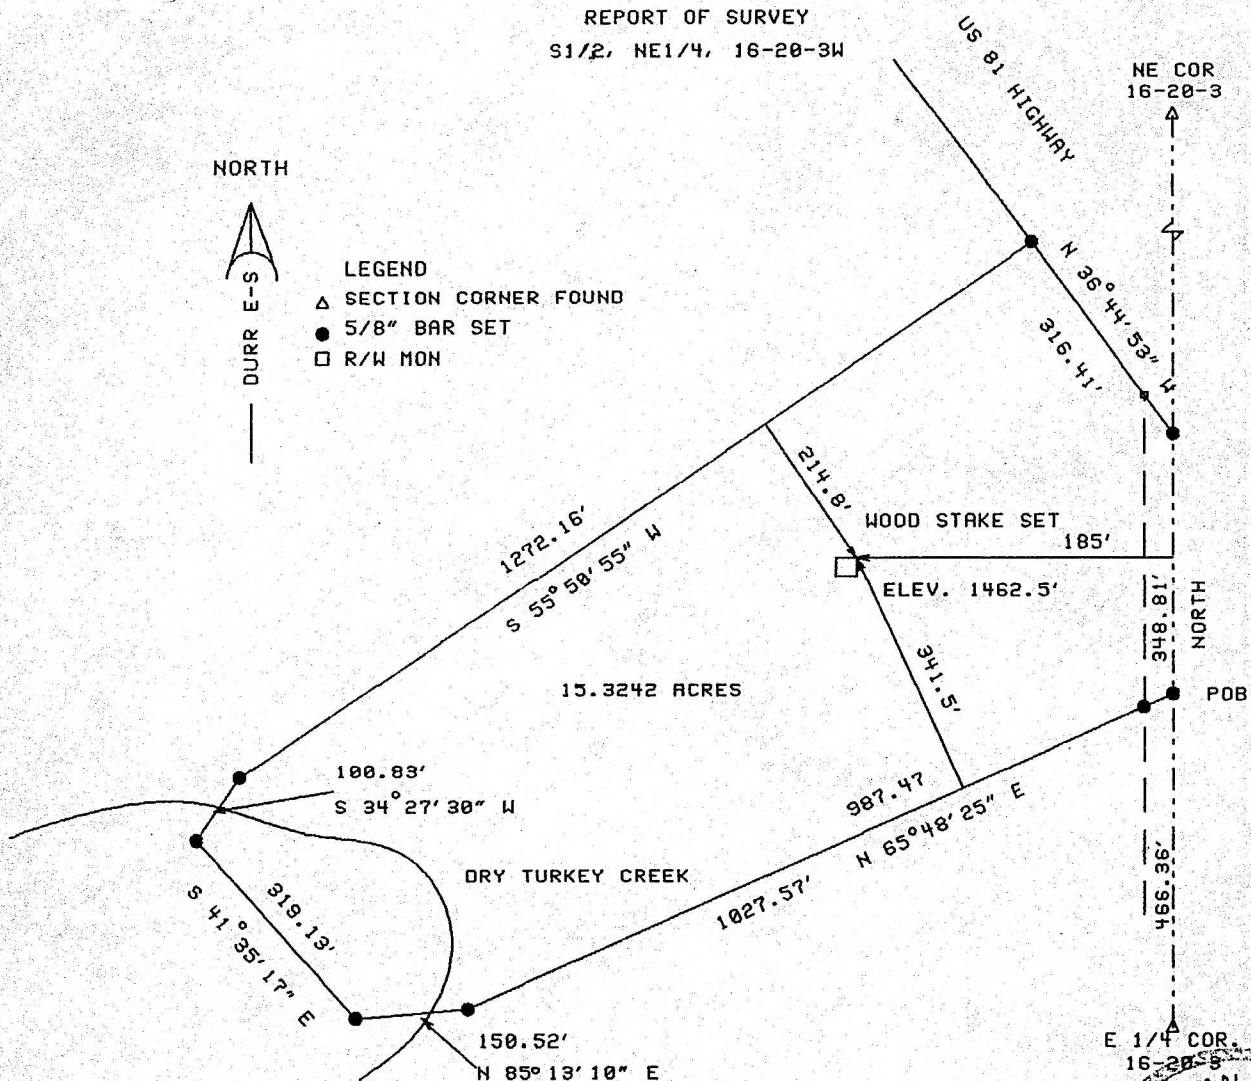 REPORT OF SURVEY
S1/2, NE1/4, 16-20-3W
US 81 HIGHWAY
NE COR
16-20-3
NORTH
DURR E-S
LEGEND
SECTION CORNER FOUND
5/8" BAR SET
R/W MON
N 36°44'53" W
316.41'
214.8'
WOOD STAKE SET
185'
ELEV. 1462.5'
1272.16'
S 55°50'55" W
348.81'
NORTH
341.5'
15.3242 ACRES
POB
100.83'
S 34°27'30" W
987.47
N 65°48'25" E
1027.57'
DRY TURKEY CREEK
466.36'
319.13'
S 41°35'17" E
150.52'
N 85°13'10" E
E 1/4 COR.
16-20-3